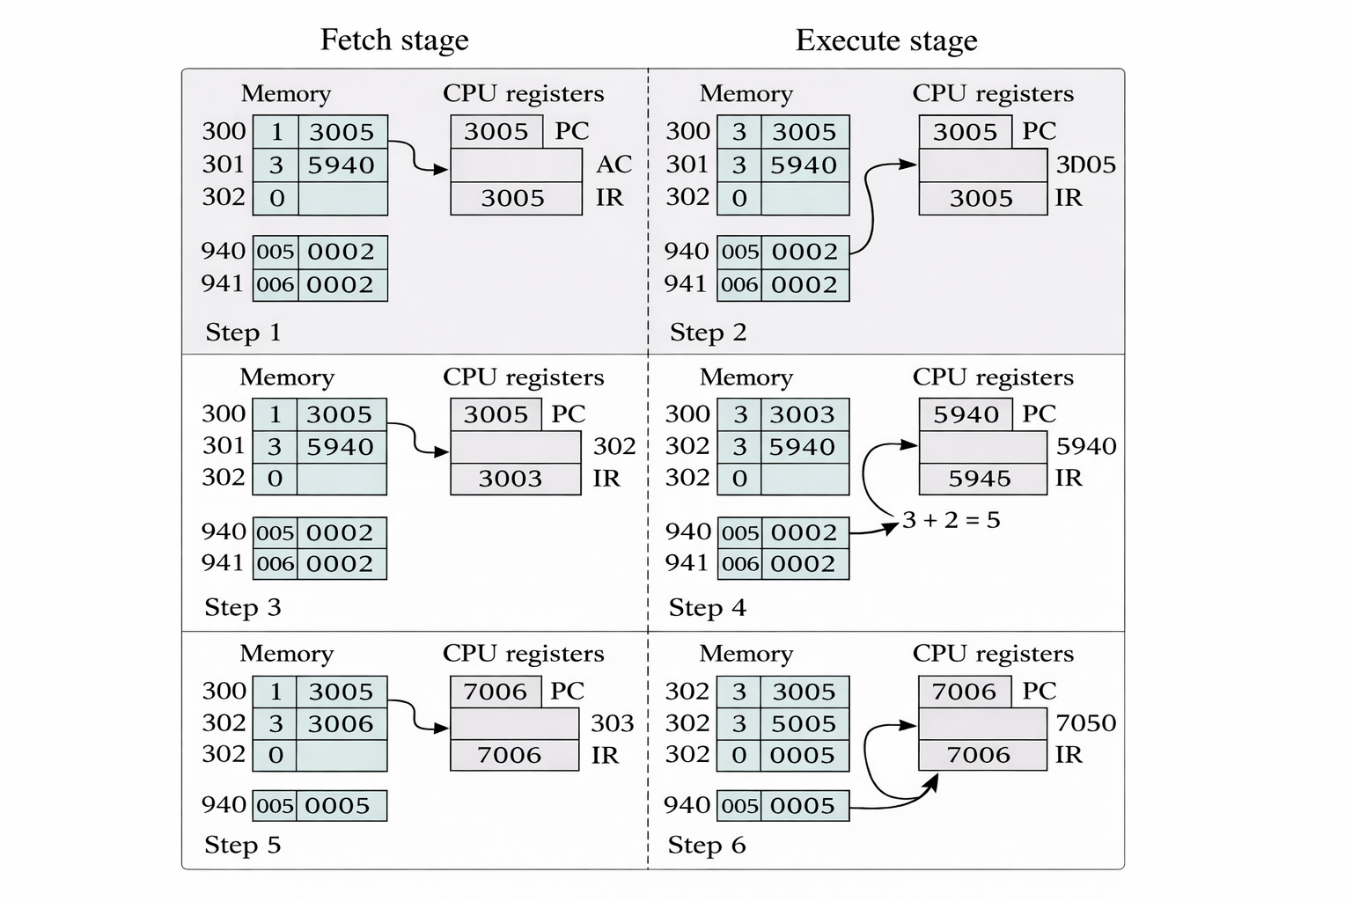 Fetch stage
Execute stage
Memory CPU registers
300 1 3005 3005 PC
301 3 5940 AC
302 0 3005 IR
940 005 0002
941 006 0002
Step 1
Memory CPU registers
300 3 3005 3005 PC
301 3 5940 3D05
302 0 3005 IR
940 005 0002
941 006 0002
Step 2
Memory CPU registers
300 1 3005 3005 PC
301 3 5940 302
302 0 3003 IR
940 005 0002
941 006 0002
Step 3
Memory CPU registers
300 3 3003 5940 PC
302 3 5940 5940
302 0 5945 IR
3 + 2 = 5
940 005 0002
941 006 0002
Step 4
Memory CPU registers
300 1 3005 7006 PC
302 3 3006 303
302 0 7006 IR
940 005 0005
Step 5
Memory CPU registers
302 3 3005 7006 PC
302 3 5005 7050
302 0 0005 7006 IR
940 005 0005
Step 6